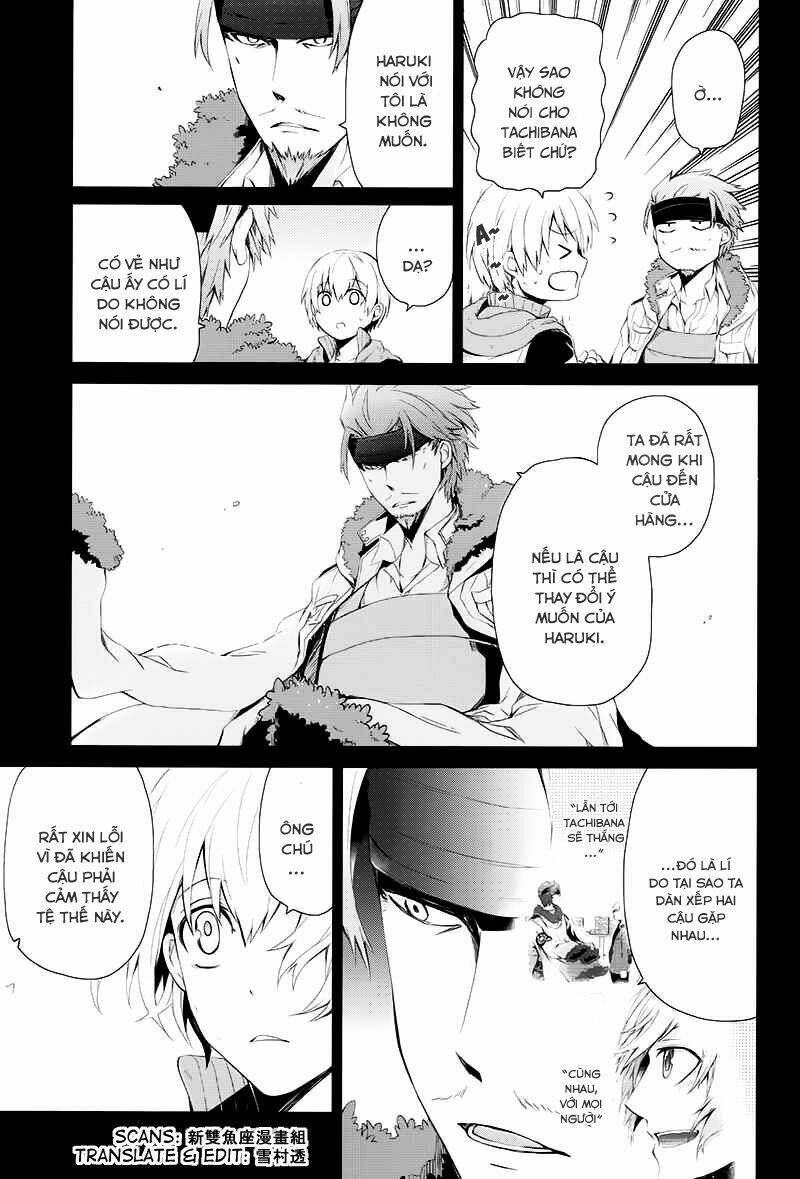 Ờ...
VẬY SAO
KHÔNG
NÓI CHO
TACHIBANA
BIẾT CHỨ?
A~
HARUKI
NÓI VỚI
TÔI LÀ
KHÔNG
MUỐN.
...
DẠ?
CÓ VẺ NHƯ
CẬU ẤY CÓ LÍ
DO KHÔNG
NÓI ĐƯỢC.
TA ĐÃ RẤT
MONG KHI
CẬU ĐẾN
CỬA
HÀNG...
NẾU LÀ CẬU
THÌ CÓ THỂ
THAY ĐỔI Ý
MUỐN CỦA
HARUKI.
...ĐÓ LÀ LÍ
DO TẠI SAO TA
DÀN XẾP HAI
CẬU GẶP
NHAU...
"LẦN TỚI
TACHIBANA
SẼ THẮNG
..."
"CÙNG
NHAU,
VỚI MỌI
NGƯỜI"
ÔNG
CHÚ
...
RẤT XIN LỖI
VÌ ĐÃ KHIẾN
CẬU PHẢI
CẢM THẤY
TỆ THẾ NÀY.
SCANS: 新雙魚座漫畫組
TRANSLATE & EDIT: 雪村透